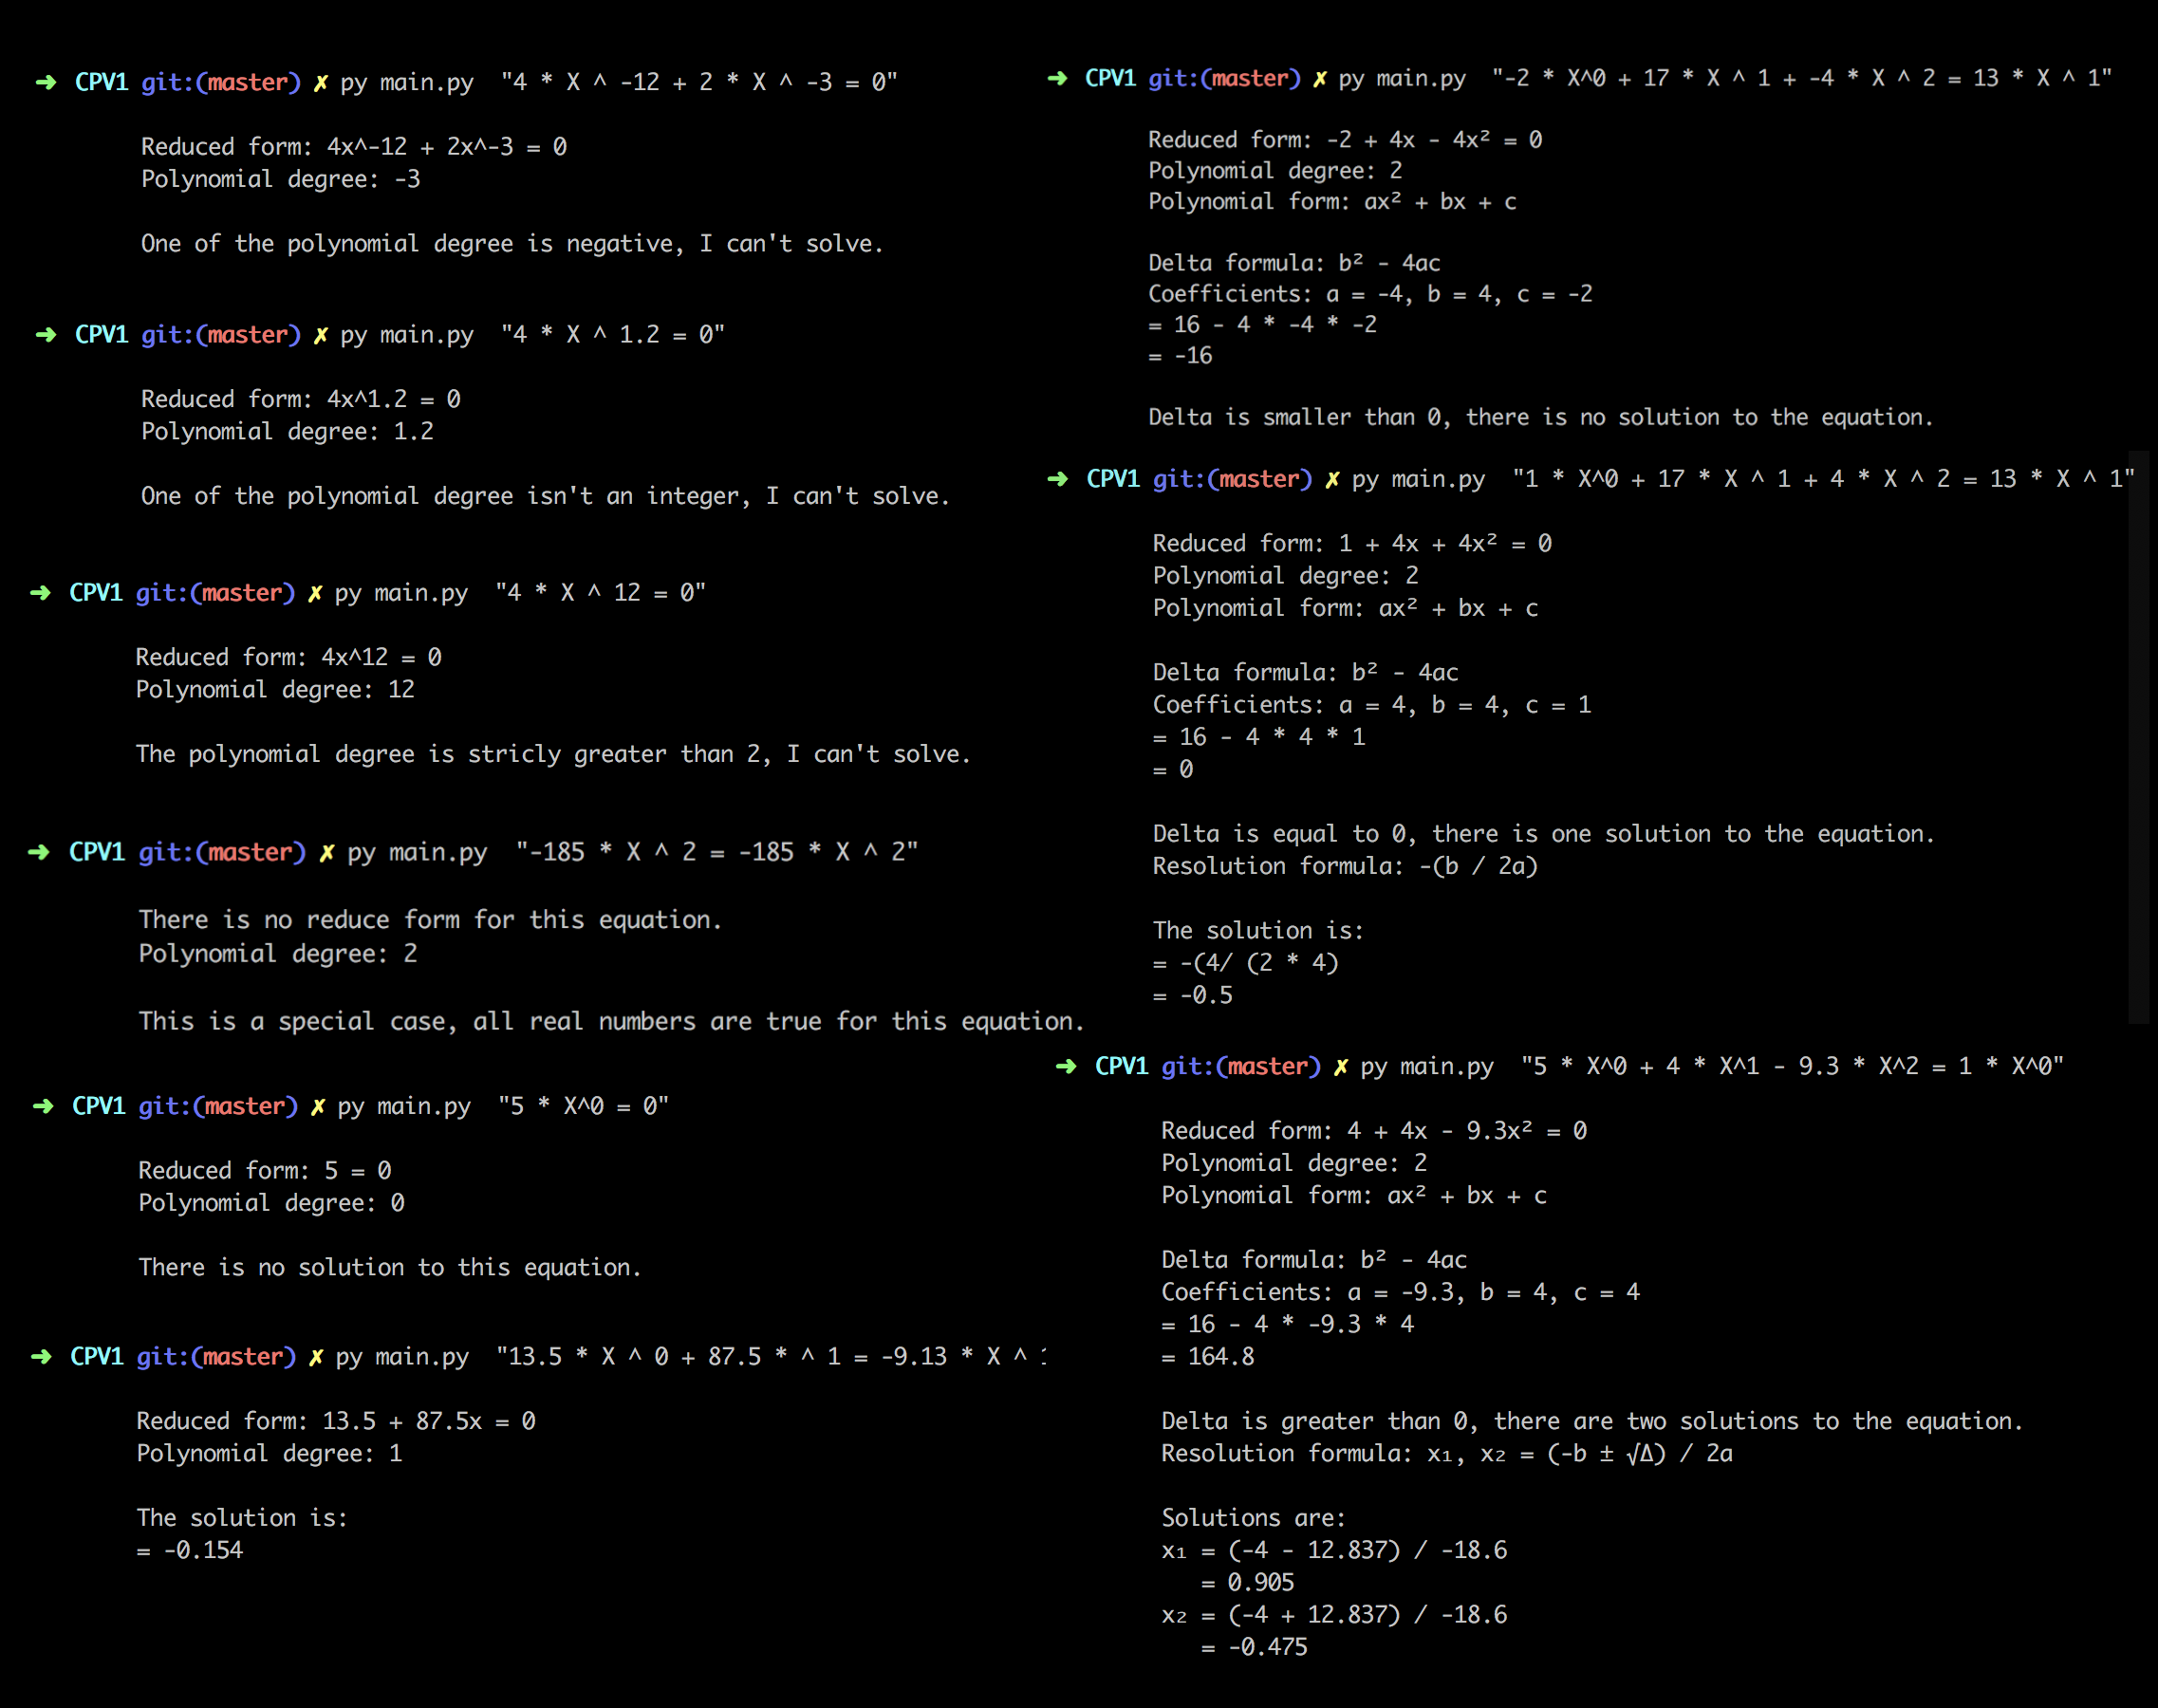 ➜ CPV1 git:(master) ✗ py main.py "4 * X ^ -12 + 2 * X ^ -3 = 0"
Reduced form: 4x^-12 + 2x^-3 = 0
Polynomial degree: -3
One of the polynomial degree is negative, I can't solve.
➜ CPV1 git:(master) ✗ py main.py "4 * X ^ 1.2 = 0"
Reduced form: 4x^1.2 = 0
Polynomial degree: 1.2
One of the polynomial degree isn't an integer, I can't solve.
➜ CPV1 git:(master) ✗ py main.py "4 * X ^ 12 = 0"
Reduced form: 4x^12 = 0
Polynomial degree: 12
The polynomial degree is stricly greater than 2, I can't solve.
➜ CPV1 git:(master) ✗ py main.py "-185 * X ^ 2 = -185 * X ^ 2"
There is no reduce form for this equation.
Polynomial degree: 2
This is a special case, all real numbers are true for this equation.
➜ CPV1 git:(master) ✗ py main.py "5 * X^0 = 0"
Reduced form: 5 = 0
Polynomial degree: 0
There is no solution to this equation.
➜ CPV1 git:(master) ✗ py main.py "13.5 * X ^ 0 + 87.5 * ^ 1 = -9.13 * X ^
Reduced form: 13.5 + 87.5x = 0
Polynomial degree: 1
The solution is:
= -0.154
➜ CPV1 git:(master) ✗ py main.py "-2 * X^0 + 17 * X ^ 1 + -4 * X ^ 2 = 13 * X ^ 1"
Reduced form: -2 + 4x - 4x² = 0
Polynomial degree: 2
Polynomial form: ax² + bx + c
Delta formula: b² - 4ac
Coefficients: a = -4, b = 4, c = -2
= 16 - 4 * -4 * -2
= -16
Delta is smaller than 0, there is no solution to the equation.
➜ CPV1 git:(master) ✗ py main.py "1 * X^0 + 17 * X ^ 1 + 4 * X ^ 2 = 13 * X ^ 1"
Reduced form: 1 + 4x + 4x² = 0
Polynomial degree: 2
Polynomial form: ax² + bx + c
Delta formula: b² - 4ac
Coefficients: a = 4, b = 4, c = 1
= 16 - 4 * 4 * 1
= 0
Delta is equal to 0, there is one solution to the equation.
Resolution formula: -(b / 2a)
The solution is:
= -(4/ (2 * 4)
= -0.5
➜ CPV1 git:(master) ✗ py main.py "5 * X^0 + 4 * X^1 - 9.3 * X^2 = 1 * X^0"
Reduced form: 4 + 4x - 9.3x² = 0
Polynomial degree: 2
Polynomial form: ax² + bx + c
Delta formula: b² - 4ac
Coefficients: a = -9.3, b = 4, c = 4
= 16 - 4 * -9.3 * 4
= 164.8
Delta is greater than 0, there are two solutions to the equation.
Resolution formula: x₁, x₂ = (-b ± √Δ) / 2a
Solutions are:
x₁ = (-4 - 12.837) / -18.6
= 0.905
x₂ = (-4 + 12.837) / -18.6
= -0.475